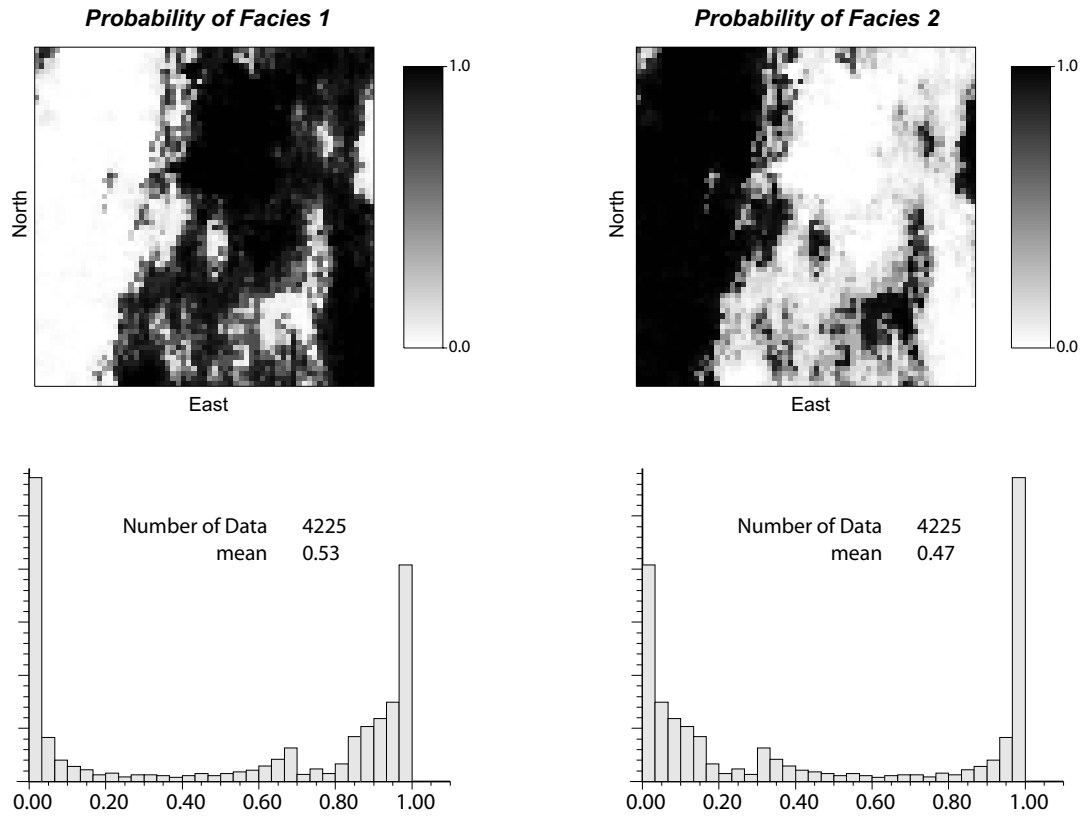 Probability of Facies 1
Probability of Facies 2
1.0
0.0
North
East
1.0
0.0
North
East
Number of Data 4225
mean 0.53
0.00 0.20 0.40 0.60 0.80 1.00
Number of Data 4225
mean 0.47
0.00 0.20 0.40 0.60 0.80 1.00